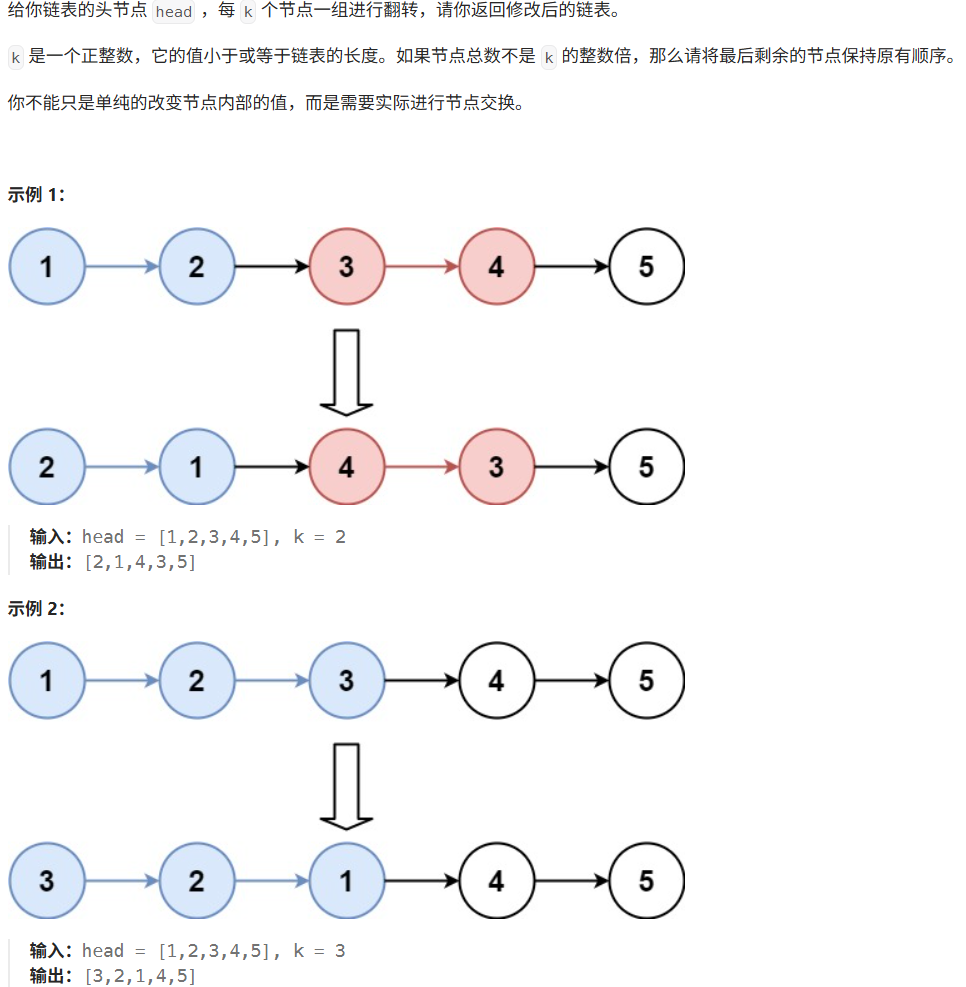 给你链表的头节点 head ，每 k 个节点一组进行翻转，请你返回修改后的链表。
k 是一个正整数，它的值小于或等于链表的长度。如果节点总数不是 k 的整数倍，那么请将最后剩余的节点保持原有顺序。
你不能只是单纯的改变节点内部的值，而是需要实际进行节点交换。
示例 1：
1 2 3 4 5
2 1 4 3 5
输入：head = [1,2,3,4,5], k = 2
输出：[2,1,4,3,5]
示例 2：
1 2 3 4 5
3 2 1 4 5
输入：head = [1,2,3,4,5], k = 3
输出：[3,2,1,4,5]